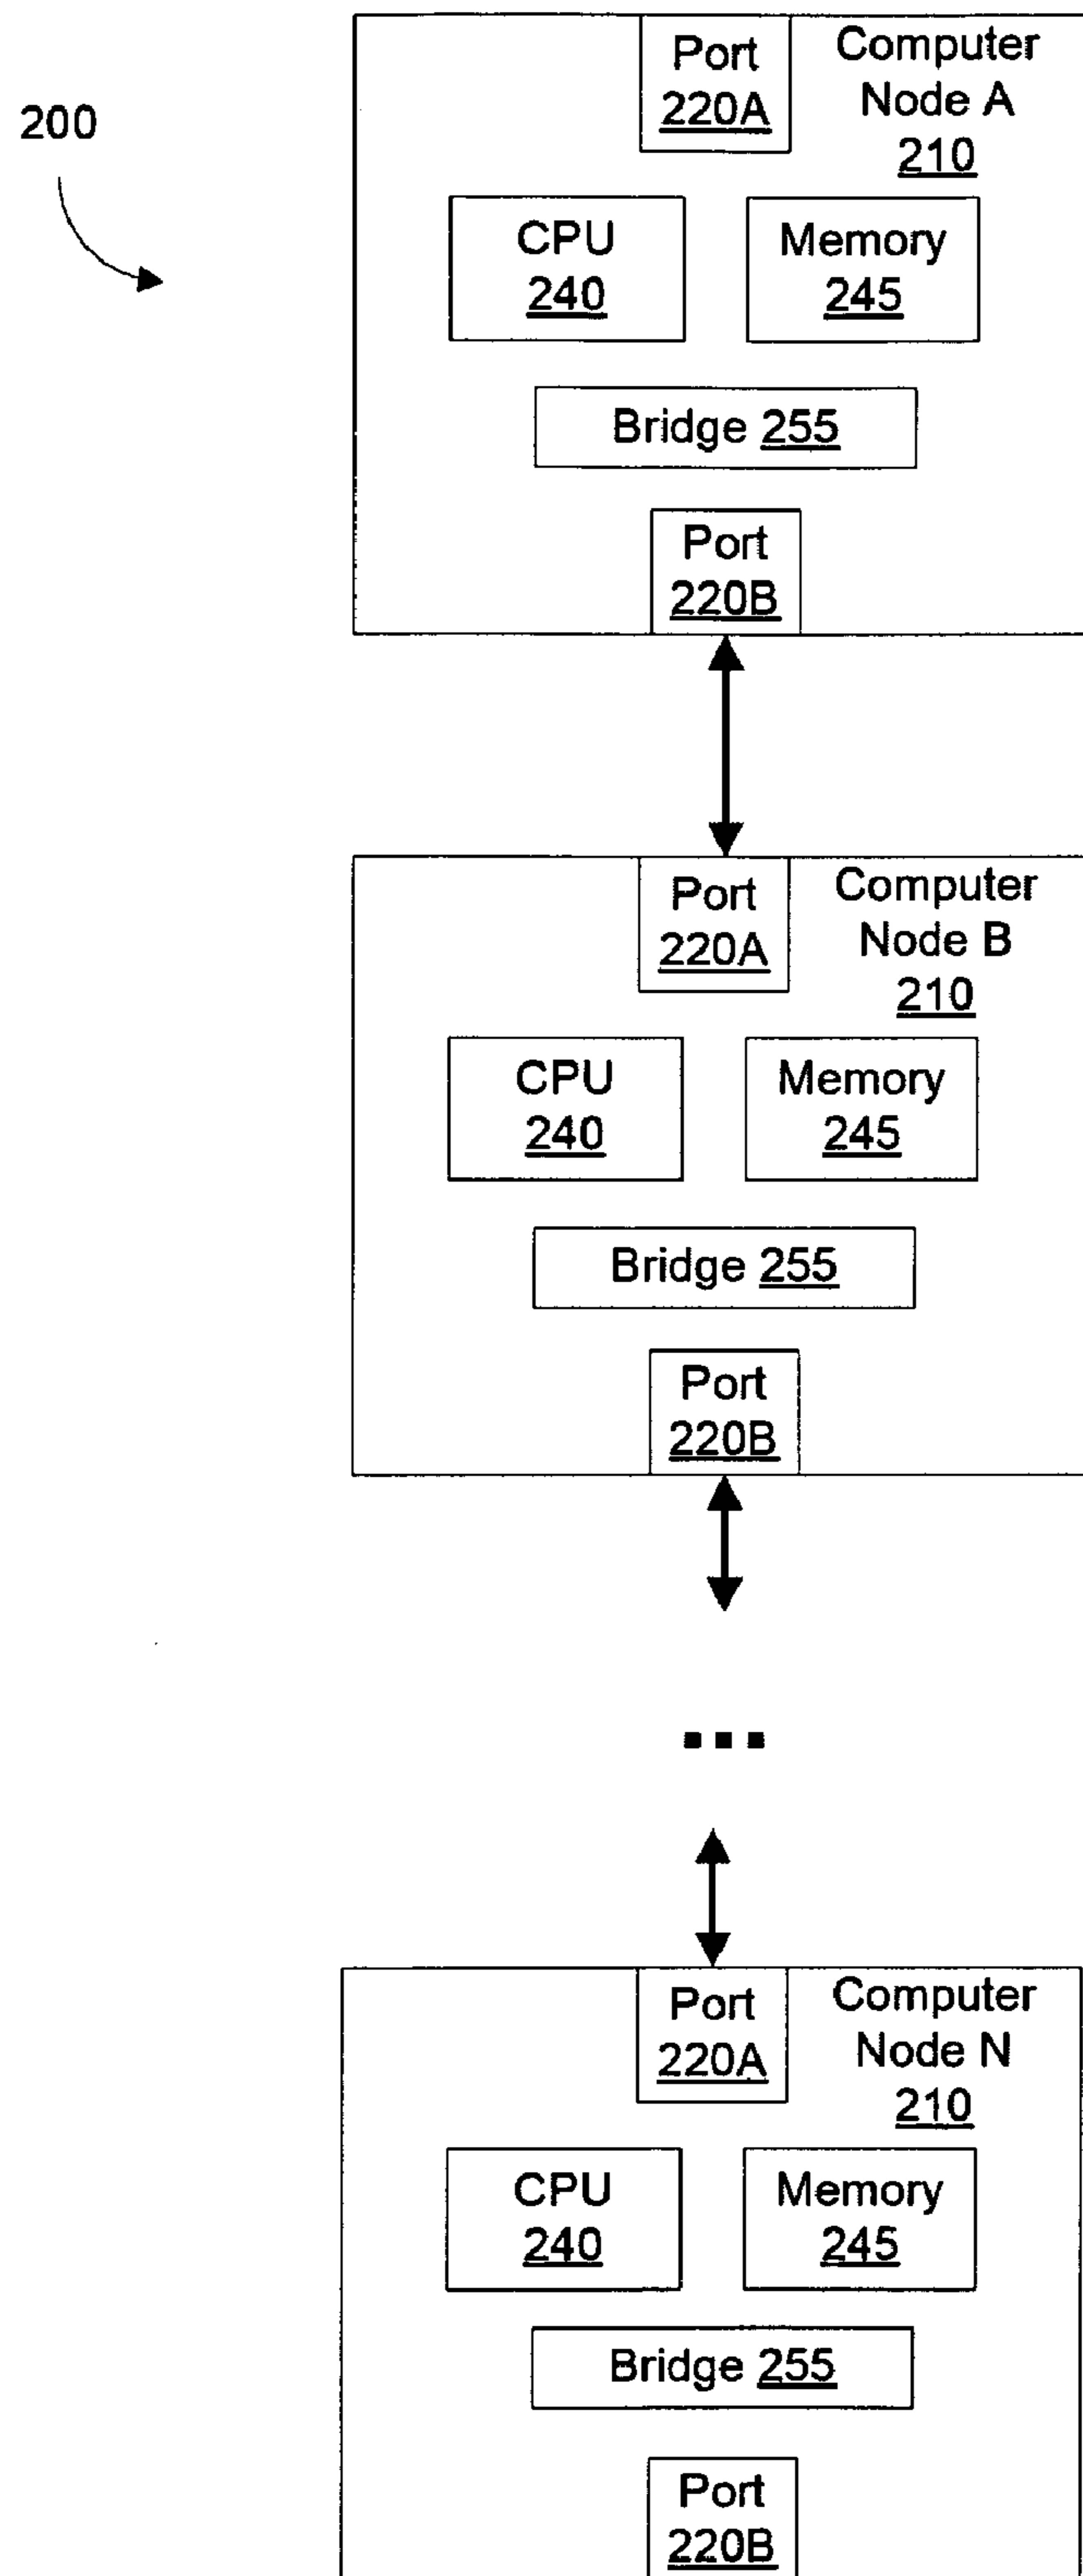 200
Port
220A
Computer
Node A
210
CPU
240
Memory
245
Bridge 255
Port
220B
Port
220A
Computer
Node B
210
CPU
240
Memory
245
Bridge 255
Port
220B
...
Port
220A
Computer
Node N
210
CPU
240
Memory
245
Bridge 255
Port
220B